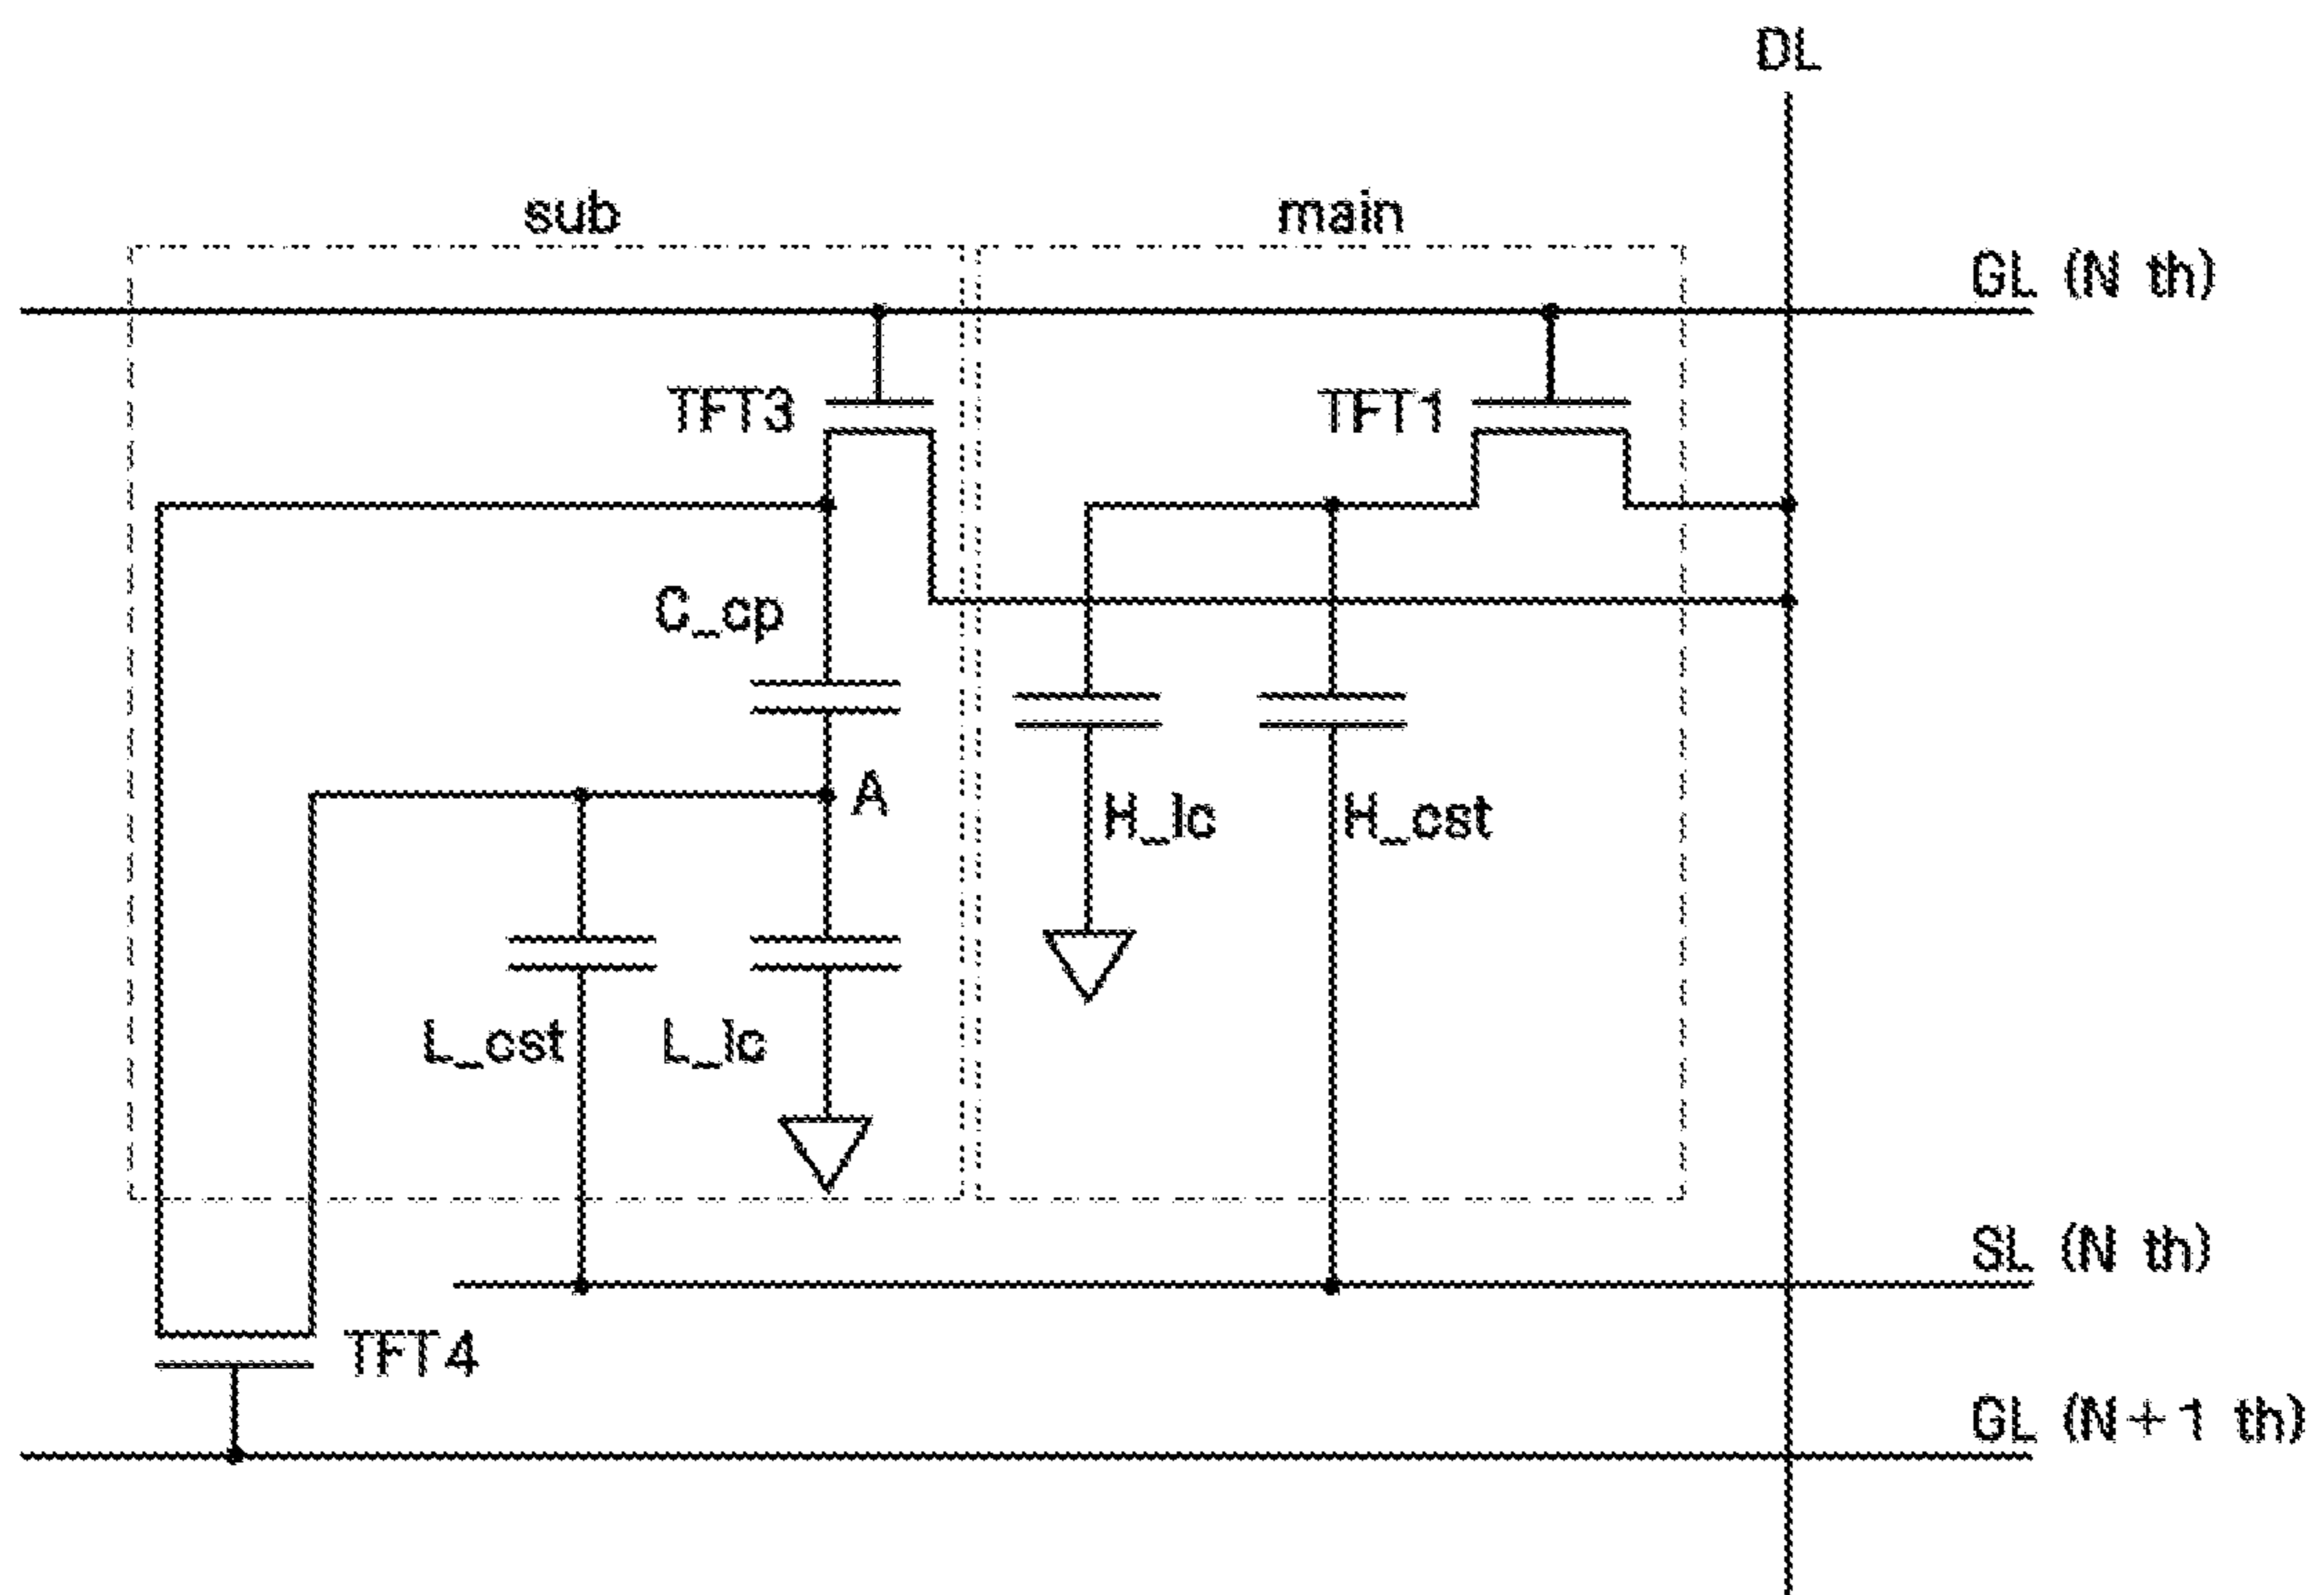 DL
sub
main
GL (N th)
TFT3
TFT1
C_cp
A
H_lc
H_cst
L_cst
L_lc
SL (N th)
TFT4
GL (N+1 th)